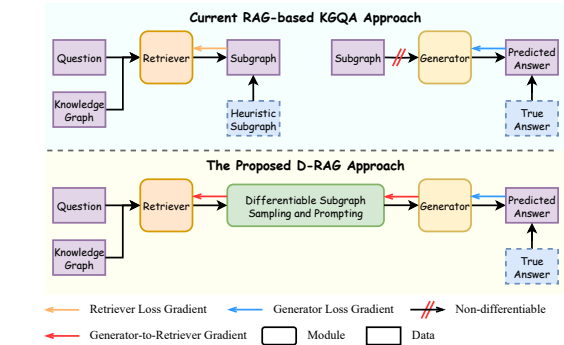 Current RAG-based KGQA Approach
Question
Knowledge
Graph
Retriever
Subgraph
Heuristic
Subgraph
Subgraph
Generator
Predicted
Answer
True
Answer
The Proposed D-RAG Approach
Question
Knowledge
Graph
Retriever
Differentiable Subgraph
Sampling and Prompting
Generator
Predicted
Answer
True
Answer
Retriever Loss Gradient
Generator Loss Gradient
Non-differentiable
Generator-to-Retriever Gradient
Module
Data